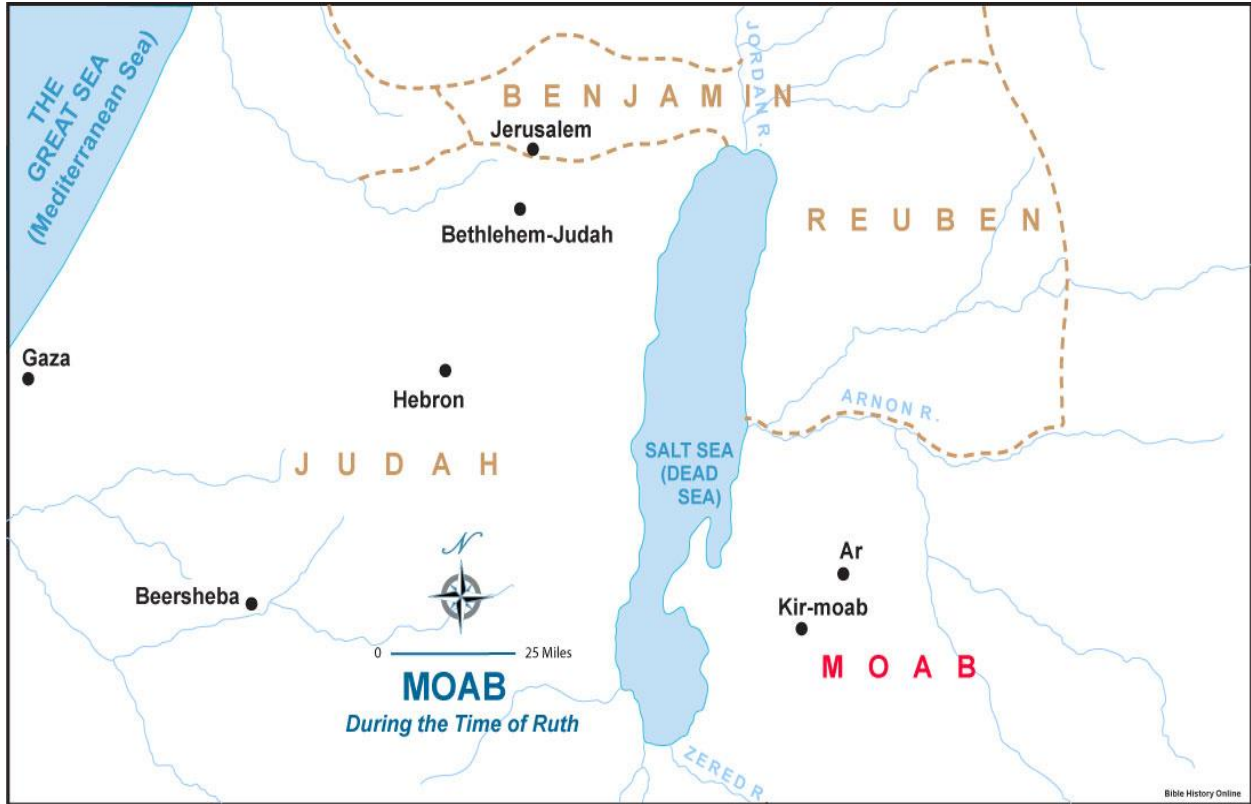 THE
GREAT SEA
(Mediterranean Sea)
JORDAN R.
BENJAMIN
Jerusalem
Bethlehem-Judah
REUBEN
Gaza
Hebron
ARNON R.
JUDAH
SALT SEA
(DEAD
SEA)
N
Ar
Beersheba
Kir-moab
0 25 Miles
MOAB
MOAB
During the Time of Ruth
ZERED R.
Bible History Online